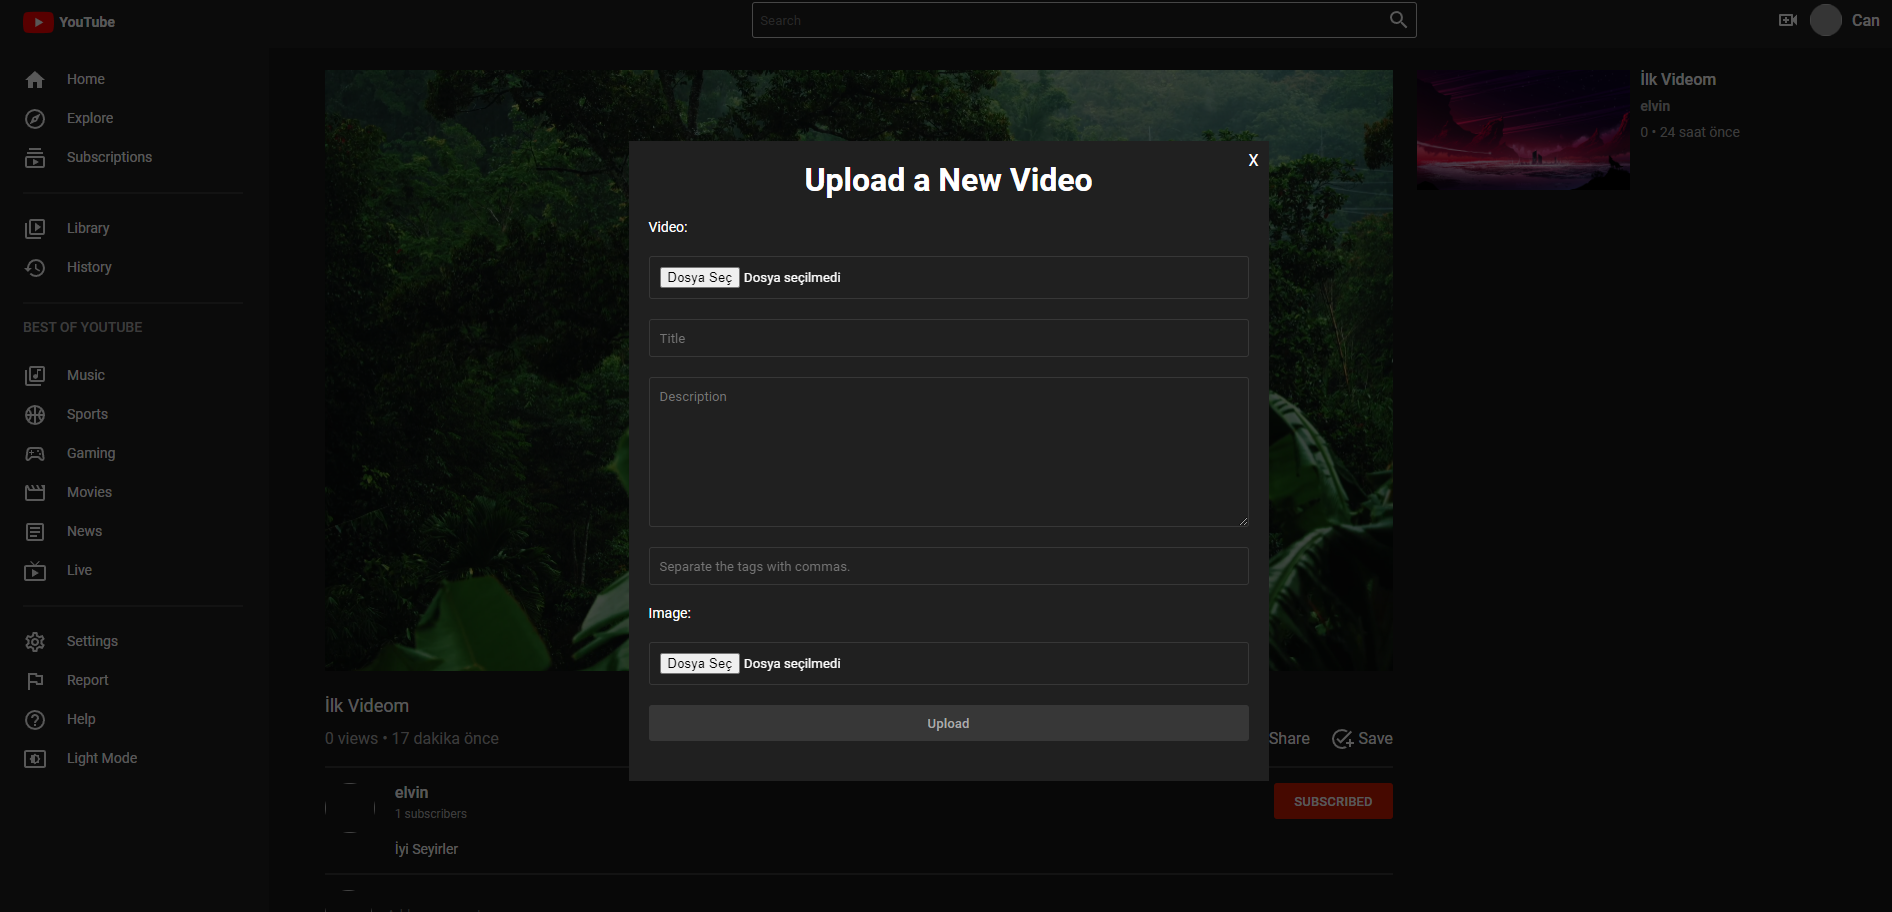 YouTube
Search
Can
Home
Explore
Subscriptions
Library
History
BEST OF YOUTUBE
Music
Sports
Gaming
Movies
News
Live
Settings
Report
Help
Light Mode
Upload a New Video
X
Video:
Dosya Seç Dosya seçilmedi
Title
Description
Separate the tags with commas.
Image:
Dosya Seç Dosya seçilmedi
Upload
İlk Videom
0 views • 17 dakika önce
Share
Save
elvin
1 subscribers
SUBSCRIBED
İyi Seyirler
İlk Videom
elvin
0 • 24 saat önce